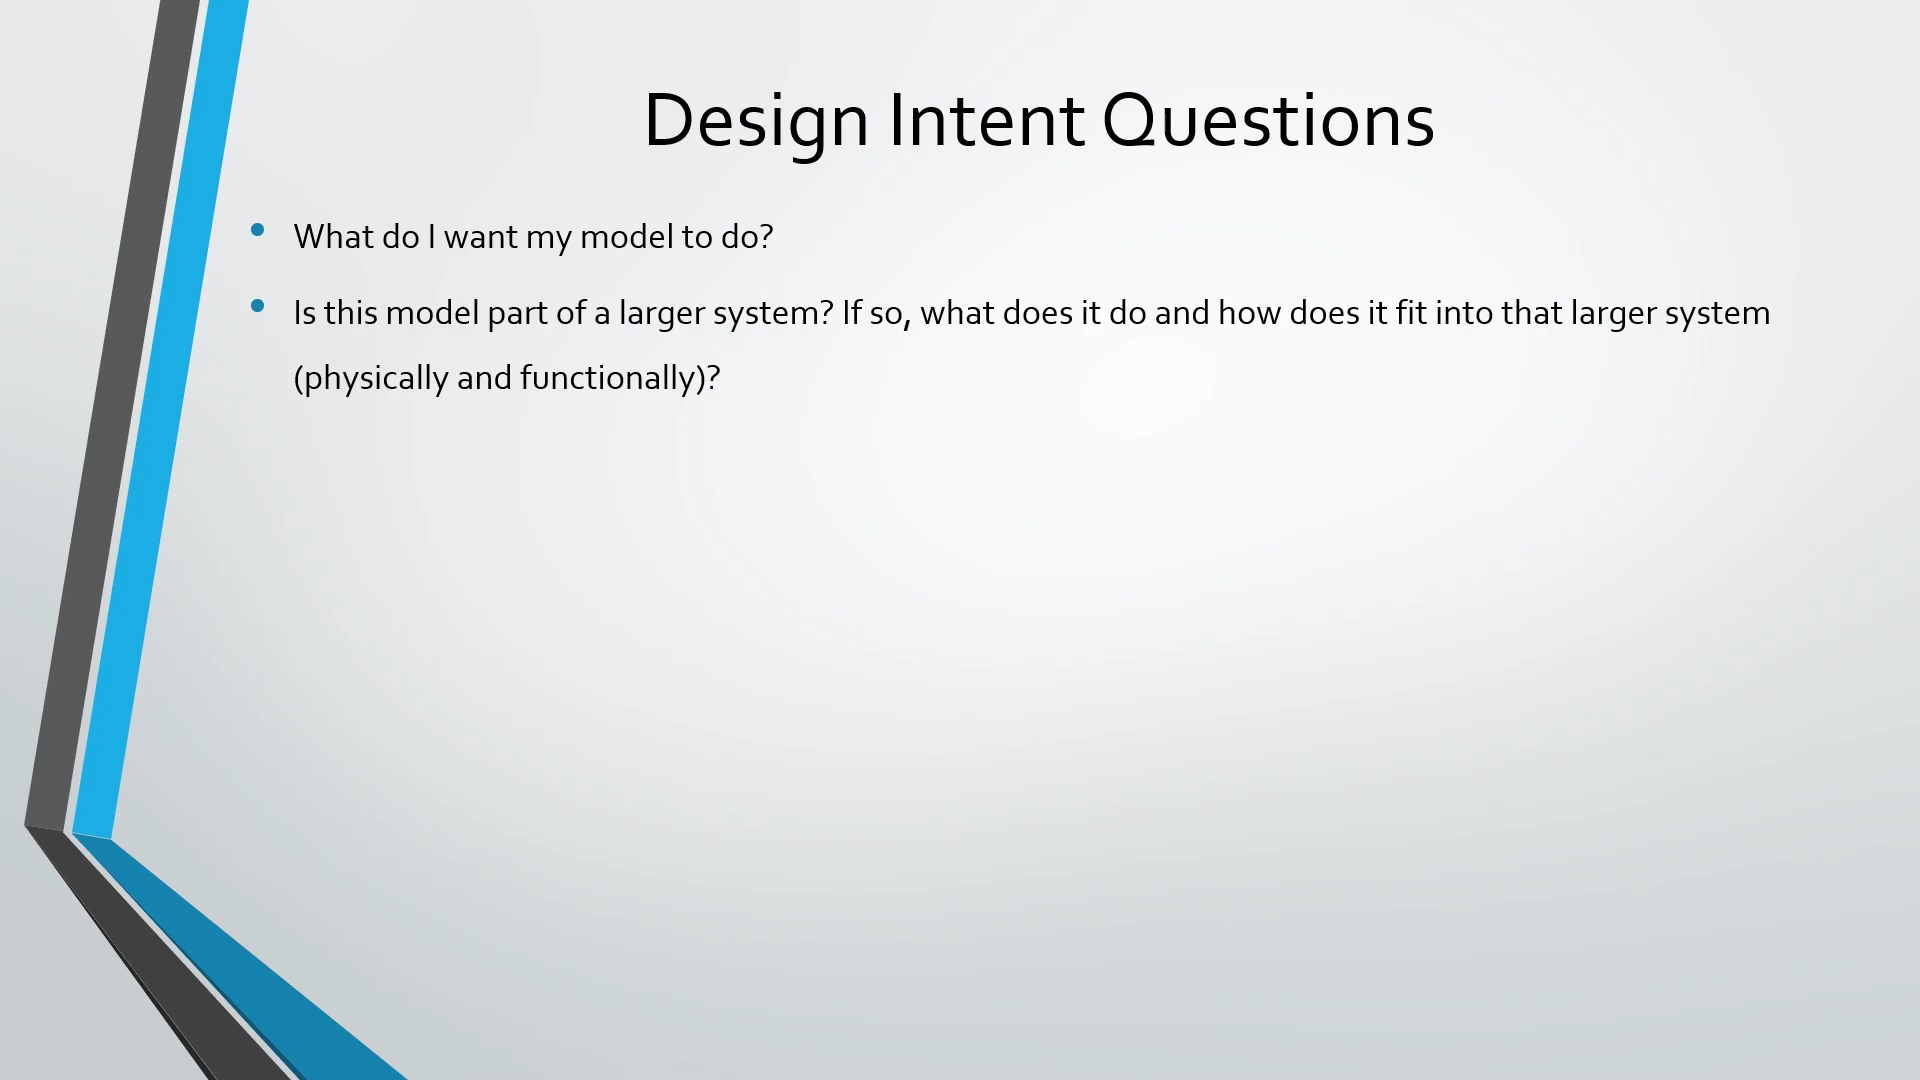 Design Intent Questions
• What do I want my model to do?
• Is this model part of a larger system? If so, what does it do and how does it fit into that larger system
(physically and functionally)?